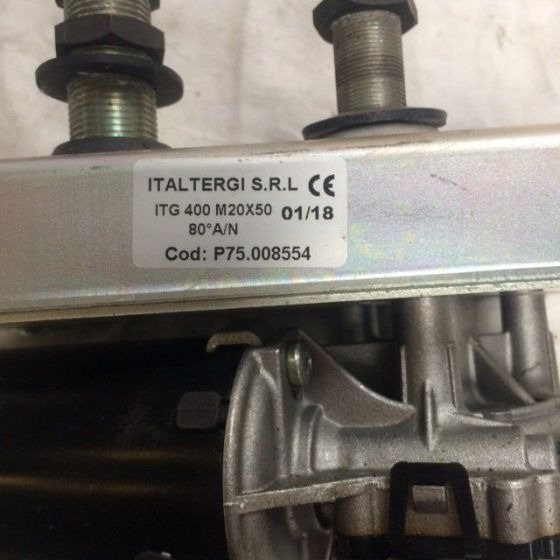 ITALTERGI S.R.L CE
ITG 400 M20X50 01/18
80°A/N
Cod: P75.008554